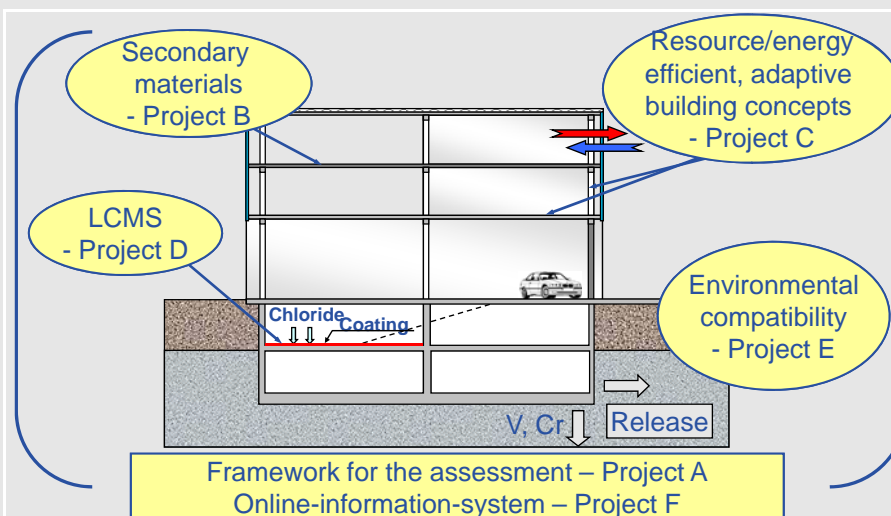 Secondary
materials
- Project B
Resource/energy
efficient, adaptive
building concepts
- Project C
LCMS
- Project D
Chloride
Coating
Environmental
compatibility
- Project E
V, Cr
Release
Framework for the assessment – Project A
Online-information-system – Project F